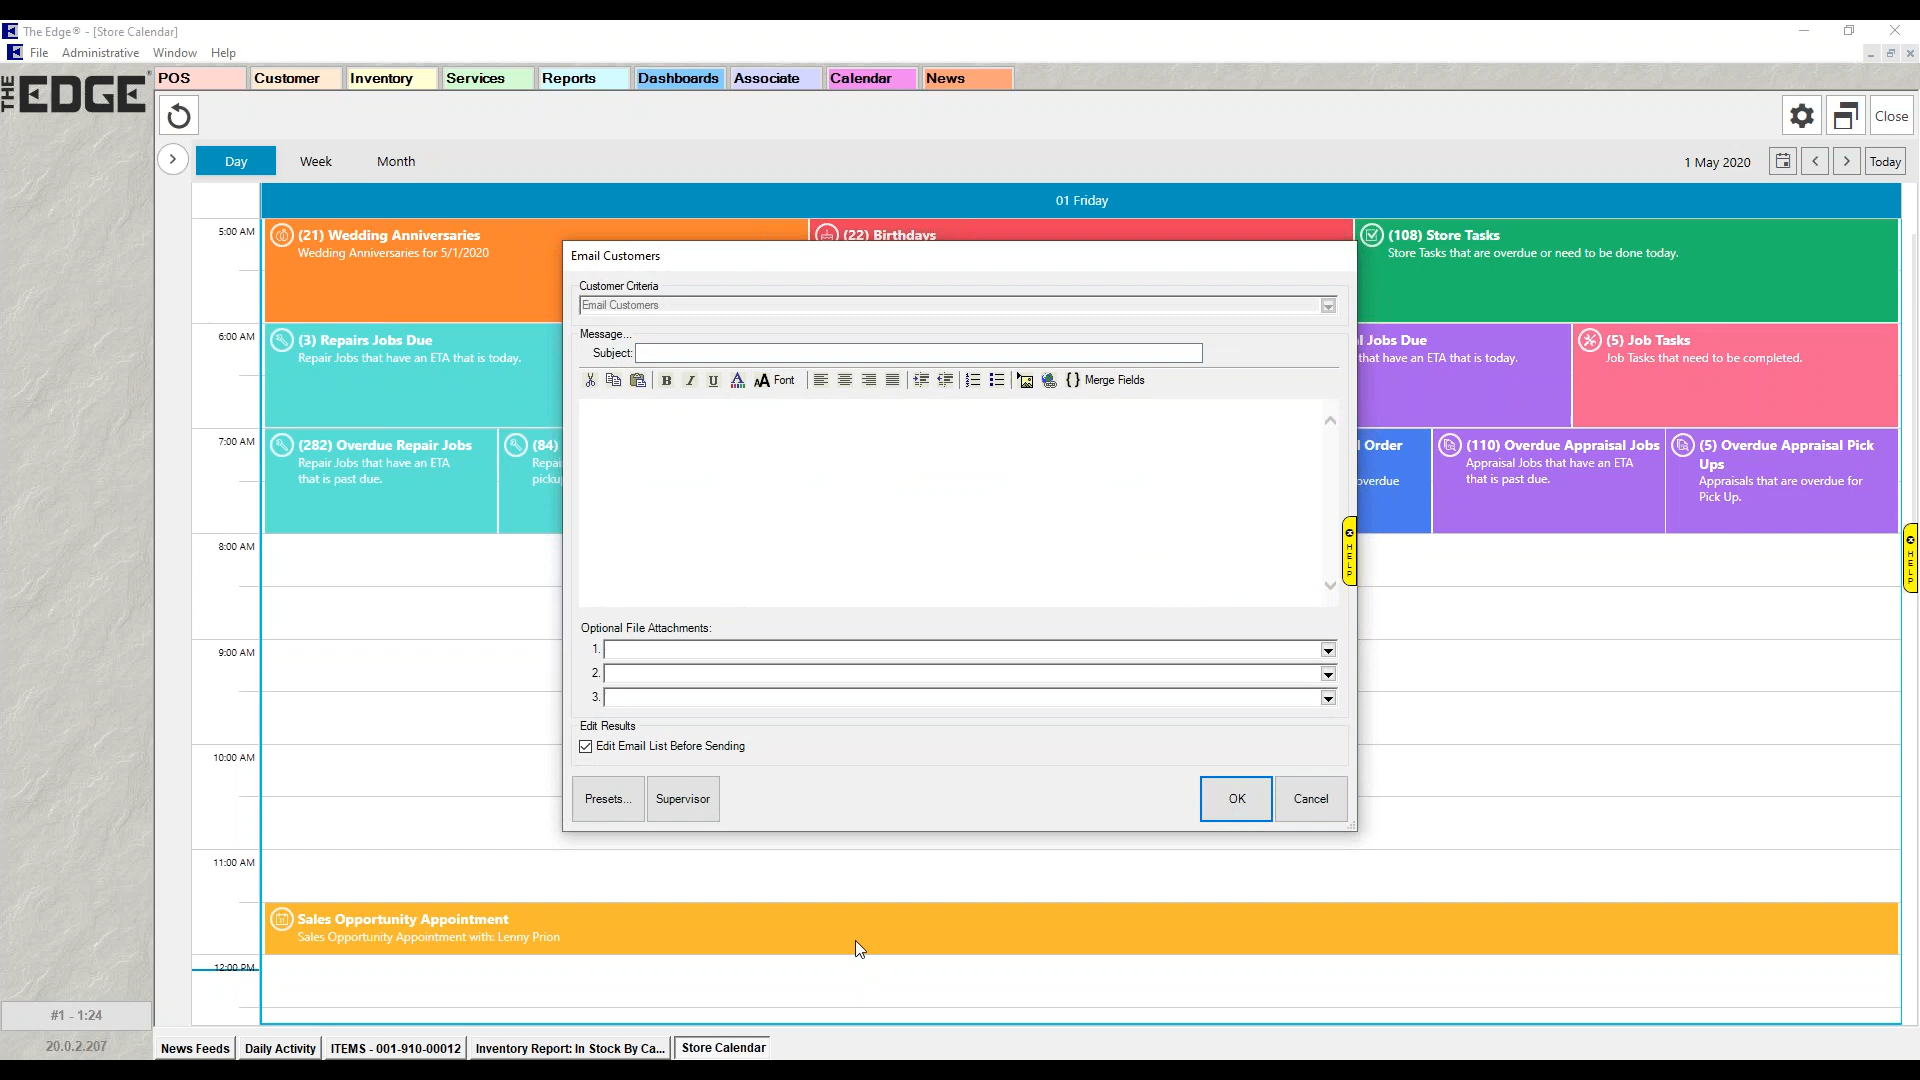 The Edge® - [Store Calendar]
File Administrative Window Help
THE EDGE®
POS Customer Inventory Services Reports Dashboards Associate Calendar News
Close
Day Week Month
1 May 2020
Today
01 Friday
5:00 AM
(21) Wedding Anniversaries
Wedding Anniversaries for 5/1/2020
(22) Birthdays
(108) Store Tasks
Store Tasks that are overdue or need to be done today.
6:00 AM
(3) Repairs Jobs Due
Repair Jobs that have an ETA that is today.
l Jobs Due
that have an ETA that is today.
(5) Job Tasks
Job Tasks that need to be completed.
7:00 AM
(282) Overdue Repair Jobs
Repair Jobs that have an ETA
that is past due.
(84)
Repai
pickup
l Order
overdue
(110) Overdue Appraisal Jobs
Appraisal Jobs that have an ETA
that is past due.
(5) Overdue Appraisal Pick
Ups
Appraisals that are overdue for
Pick Up.
8:00 AM
9:00 AM
10:00 AM
11:00 AM
Sales Opportunity Appointment
Sales Opportunity Appointment with: Lenny Prion
12:00 PM
Email Customers
Customer Criteria
Email Customers
Message...
Subject:
B I U A AA Font
{} Merge Fields
HELP
Optional File Attachments:
1.
2.
3.
Edit Results
Edit Email List Before Sending
Presets... Supervisor OK Cancel
HELP
#1 - 1:24
20.0.2.207
News Feeds Daily Activity ITEMS - 001-910-00012 Inventory Report: In Stock By Ca... Store Calendar